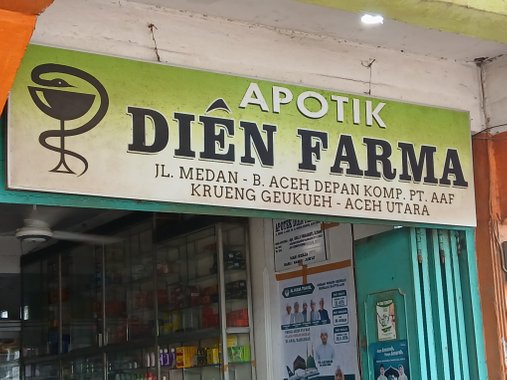 APOTIK
DIÊN FARMA
JL. MEDAN - B. ACEH DEPAN KOMP. PT. AAF
KRUENG GEUKUEH - ACEH UTARA